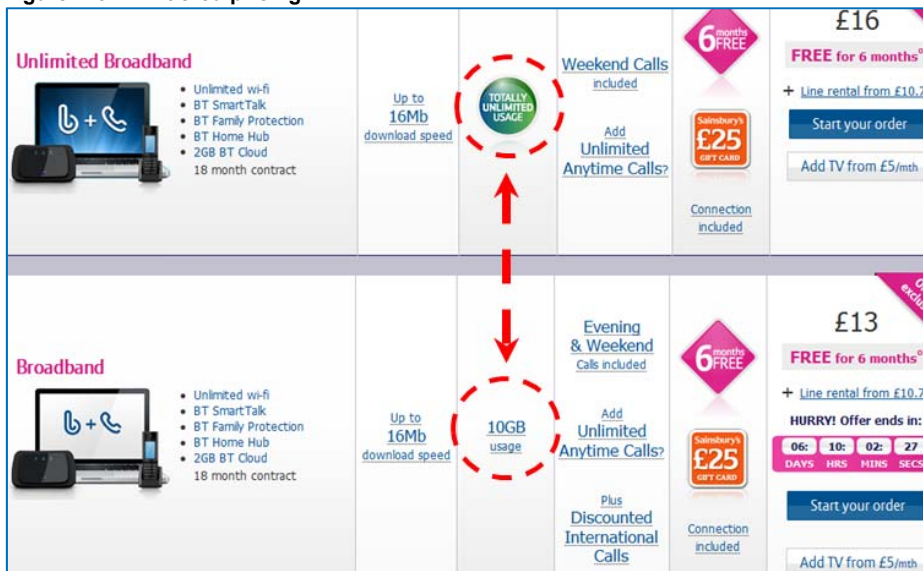 Unlimited Broadband
• Unlimited wi-fi
• BT SmartTalk
• BT Family Protection
• BT Home Hub
• 2GB BT Cloud
18 month contract
Up to
16Mb
download speed
TOTALLY
UNLIMITED
USAGE
Weekend Calls
included
Add
Unlimited
Anytime Calls?
6 months
FREE
Sainsbury's
£25
GIFT CARD
Connection
included
£16
FREE for 6 months
+ Line rental from £10.7
Start your order
Add TV from £5/mth
Broadband
• Unlimited wi-fi
• BT SmartTalk
• BT Family Protection
• BT Home Hub
• 2GB BT Cloud
18 month contract
Up to
16Mb
download speed
10GB
usage
Evening
& Weekend
Calls included
Add
Unlimited
Anytime Calls?
Plus
Discounted
International
Calls
6 months
FREE
Sainsbury's
£25
GIFT CARD
Connection
included
£13
FREE for 6 months
+ Line rental from £10.7
HURRY! Offer ends in:
06: 10: 02: 27
DAYS HRS MINS SECS
Start your order
Add TV from £5/mth